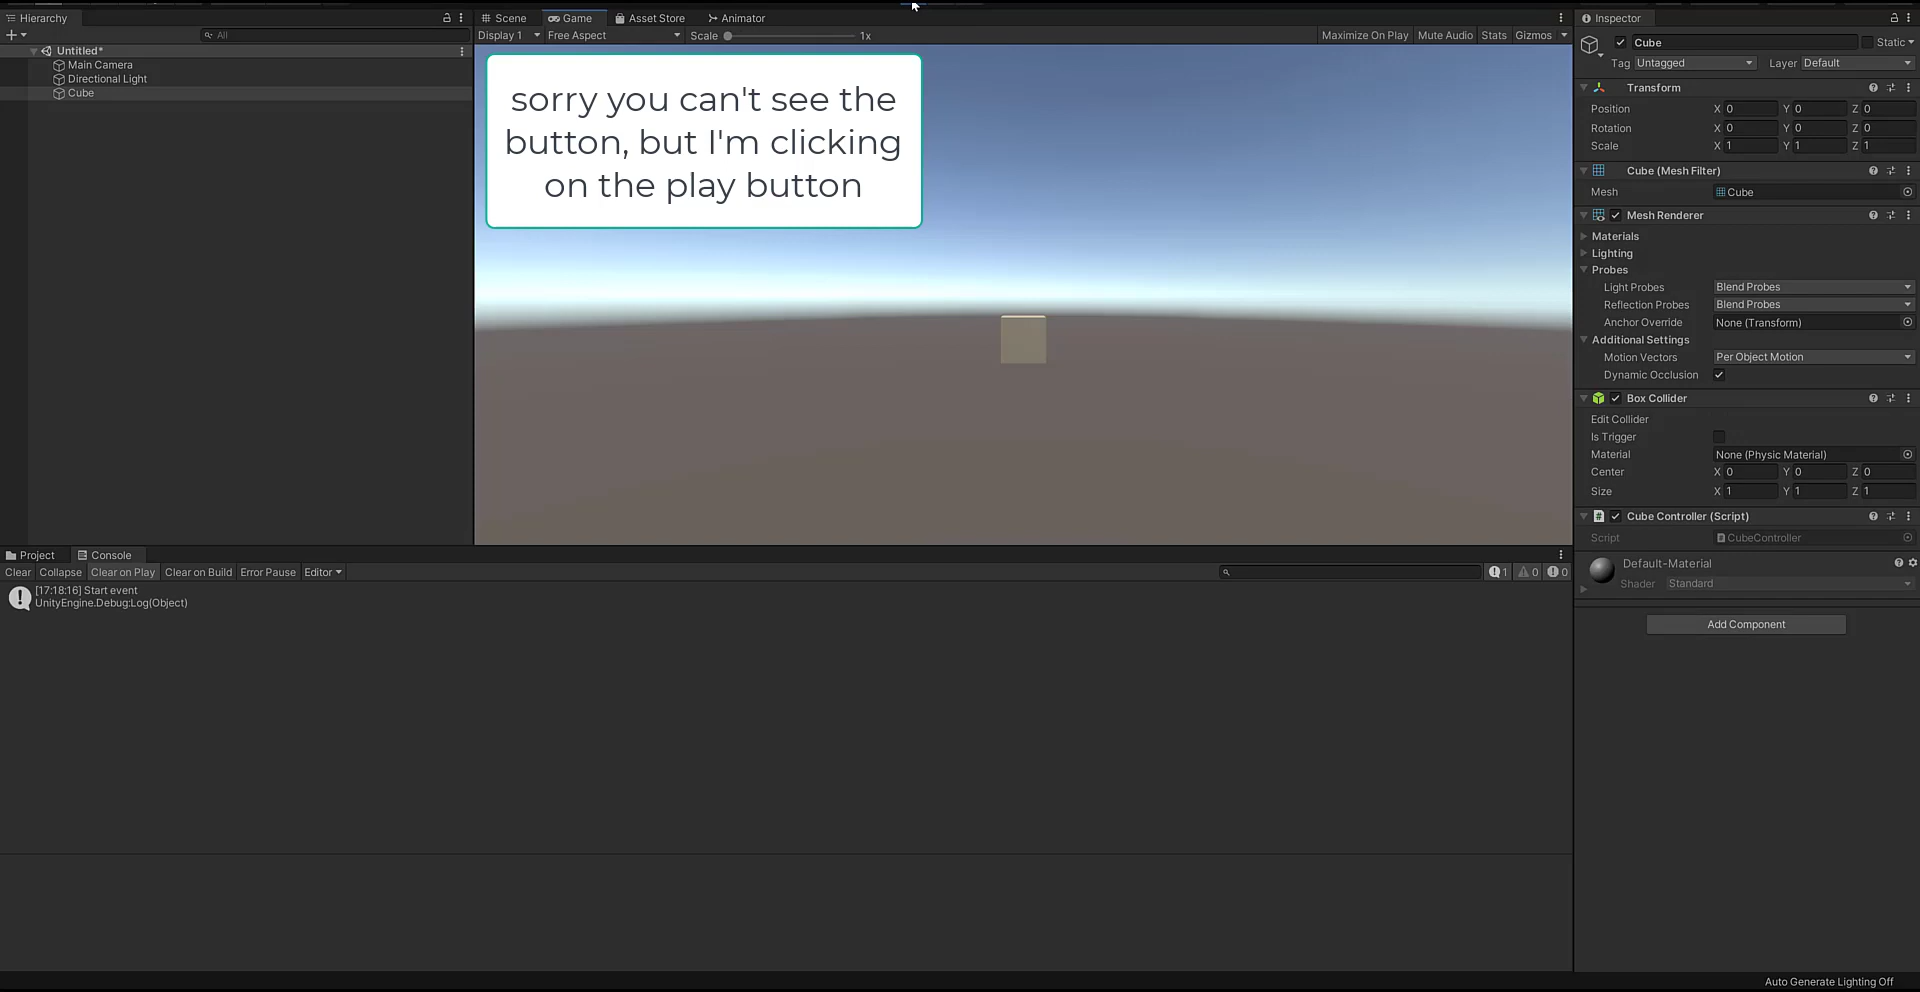 Hierarchy
All
Untitled*
Main Camera
Directional Light
Cube
Scene Game Asset Store Animator
Display 1 Free Aspect Scale 1x Maximize On Play Mute Audio Stats Gizmos
sorry you can't see the
button, but I'm clicking
on the play button
Project Console
Clear Collapse Clear on Play Clear on Build Error Pause Editor 1 0 0
[17:18:16] Start event
UnityEngine.Debug:Log(Object)
Inspector
Cube Static
Tag Untagged Layer Default
Transform
Position X 0 Y 0 Z 0
Rotation X 0 Y 0 Z 0
Scale X 1 Y 1 Z 1
Cube (Mesh Filter)
Mesh Cube
Mesh Renderer
Materials
Lighting
Probes
Light Probes Blend Probes
Reflection Probes Blend Probes
Anchor Override None (Transform)
Additional Settings
Motion Vectors Per Object Motion
Dynamic Occlusion
Box Collider
Edit Collider
Is Trigger
Material None (Physic Material)
Center X 0 Y 0 Z 0
Size X 1 Y 1 Z 1
Cube Controller (Script)
Script CubeController
Default-Material
Shader Standard
Add Component
Auto Generate Lighting Off